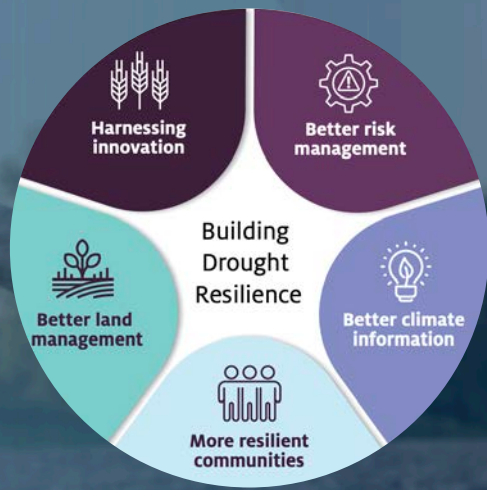 Harnessing
innovation
Better risk
management
Building
Drought
Resilience
Better land
management
Better climate
information
More resilient
communities